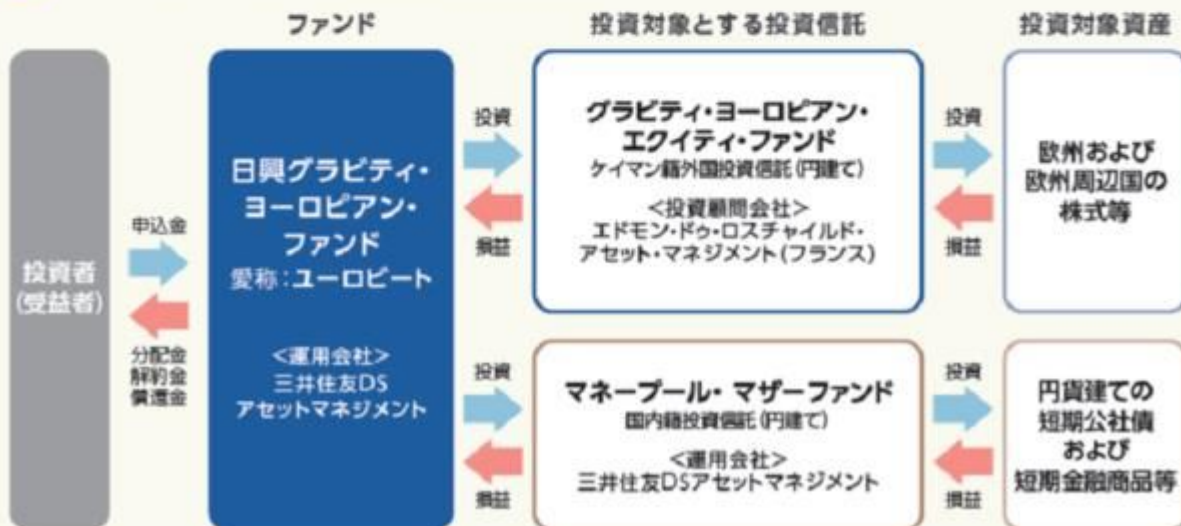 ファンド
投資対象とする投資信託
投資対象資産
投資者
(受益者)
申込金
分配金
解約金
償還金
日興グラビティ・
ヨーロピアン・
ファンド
愛称:ユーロビート
<運用会社>
三井住友DS
アセットマネジメント
投資
損益
グラビティ・ヨーロピアン・
エクイティ・ファンド
ケイマン籍外国投資信託(円建て)
<投資顧問会社>
エドモン・ドゥ・ロスチャイルド・
アセット・マネジメント(フランス)
投資
損益
欧州および
欧州周辺国の
株式等
投資
損益
マネープール・マザーファンド
国内籍投資信託(円建て)
<運用会社>
三井住友DSアセットマネジメント
投資
損益
円貨建ての
短期公社債
および
短期金融商品等